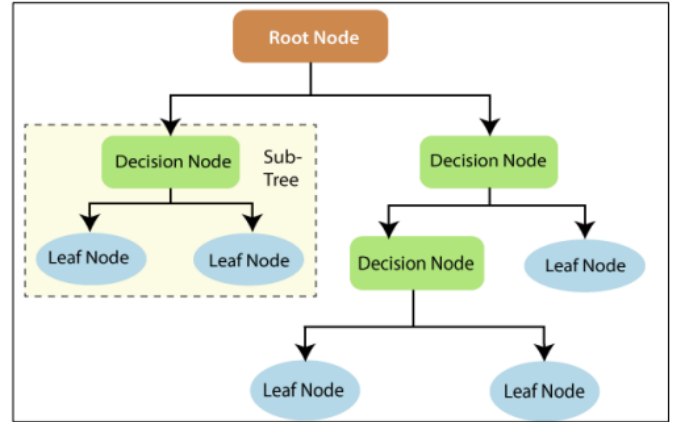 Root Node
Decision Node
Sub-
Tree
Decision Node
Leaf Node
Leaf Node
Decision Node
Leaf Node
Leaf Node
Leaf Node